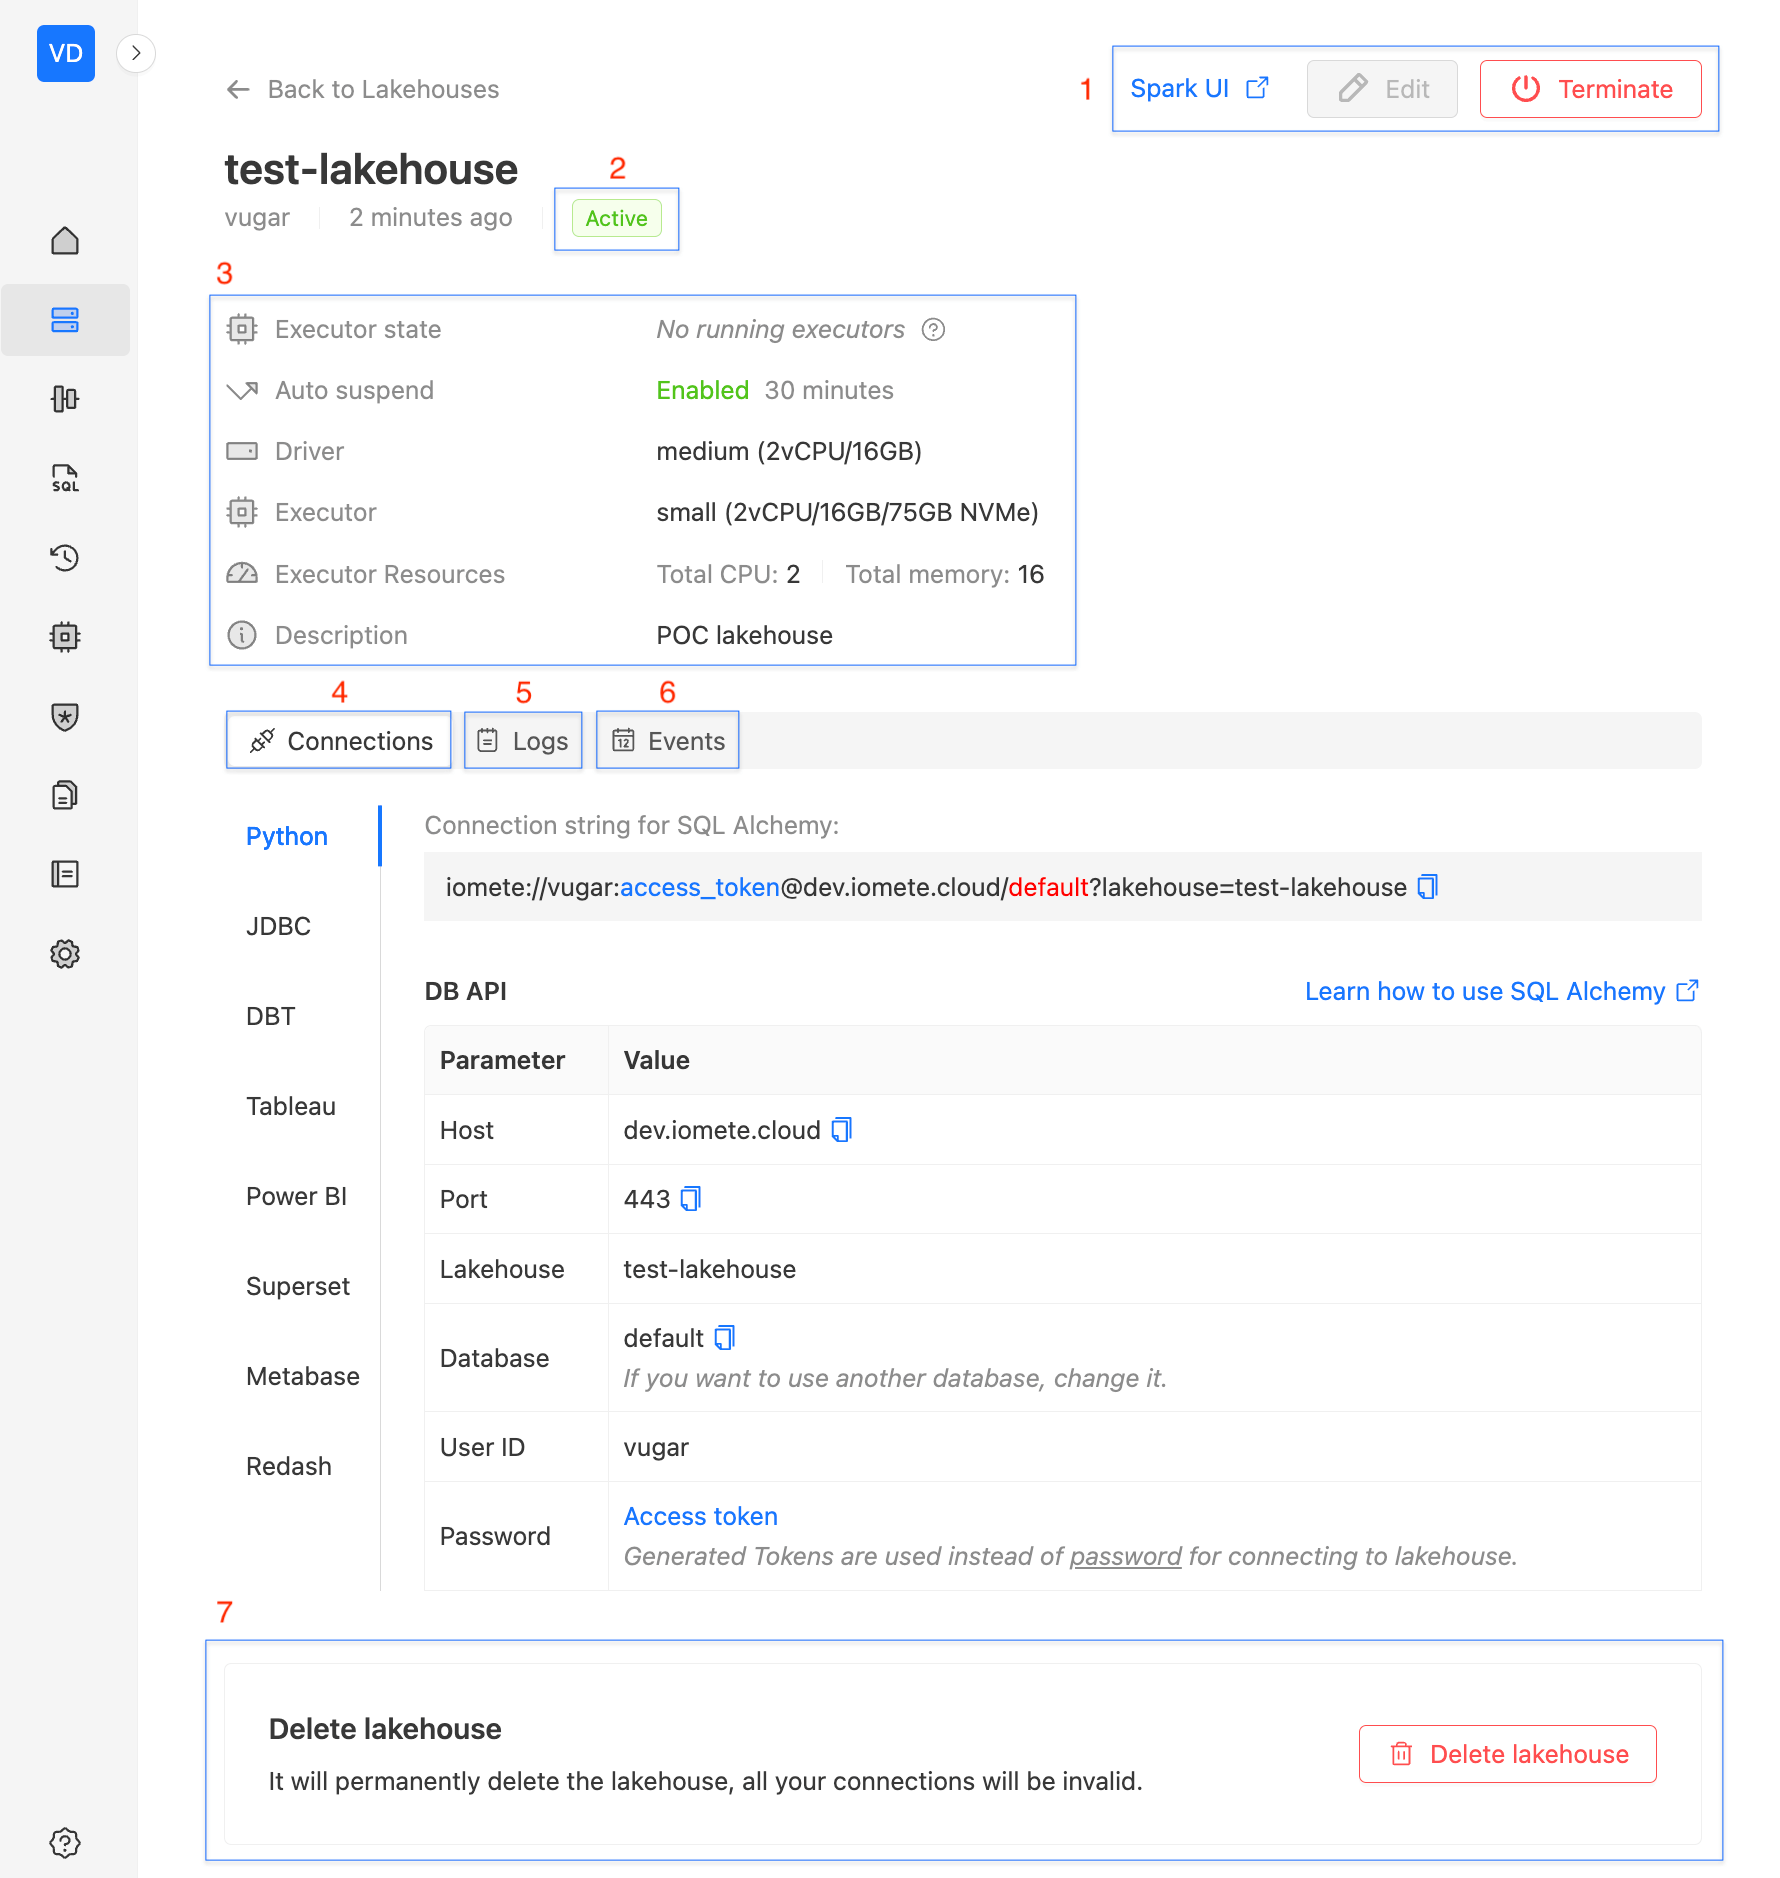 VD
Back to Lakehouses
1
Spark UI
Edit
Terminate
test-lakehouse
2
vugar
2 minutes ago
Active
3
Executor state
No running executors
Auto suspend
Enabled 30 minutes
Driver
medium (2vCPU/16GB)
Executor
small (2vCPU/16GB/75GB NVMe)
Executor Resources
Total CPU: 2
Total memory: 16
Description
POC lakehouse
4
5
6
Connections
Logs
12
Events
SQL
Python
JDBC
DBT
Tableau
Power BI
Superset
Metabase
Redash
Connection string for SQL Alchemy:
iomete://vugar:access_token@dev.iomete.cloud/default?lakehouse=test-lakehouse
DB API
Learn how to use SQL Alchemy
Parameter
Value
Host
dev.iomete.cloud
Port
443
Lakehouse
test-lakehouse
Database
default
If you want to use another database, change it.
User ID
vugar
Password
Access token
Generated Tokens are used instead of password for connecting to lakehouse.
7
Delete lakehouse
It will permanently delete the lakehouse, all your connections will be invalid.
Delete lakehouse